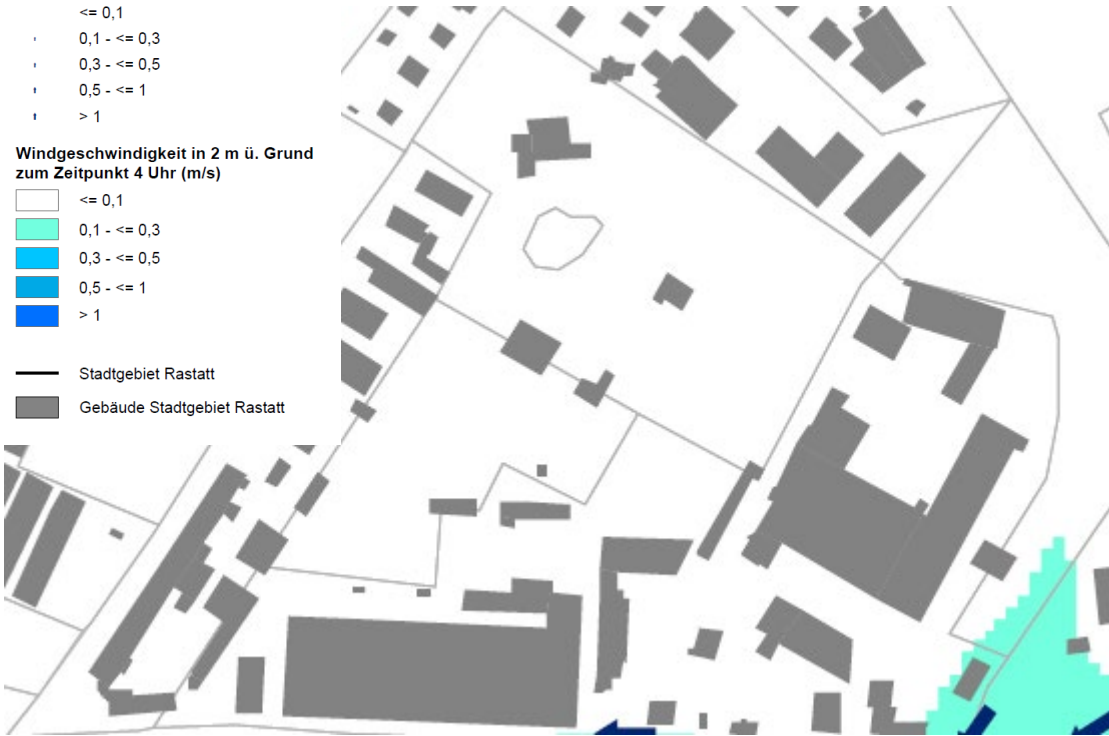 <= 0,1
0,1 - <= 0,3
0,3 - <= 0,5
0,5 - <= 1
> 1
Windgeschwindigkeit in 2 m ü. Grund
zum Zeitpunkt 4 Uhr (m/s)
<= 0,1
0,1 - <= 0,3
0,3 - <= 0,5
0,5 - <= 1
> 1
Stadtgebiet Rastatt
Gebäude Stadtgebiet Rastatt